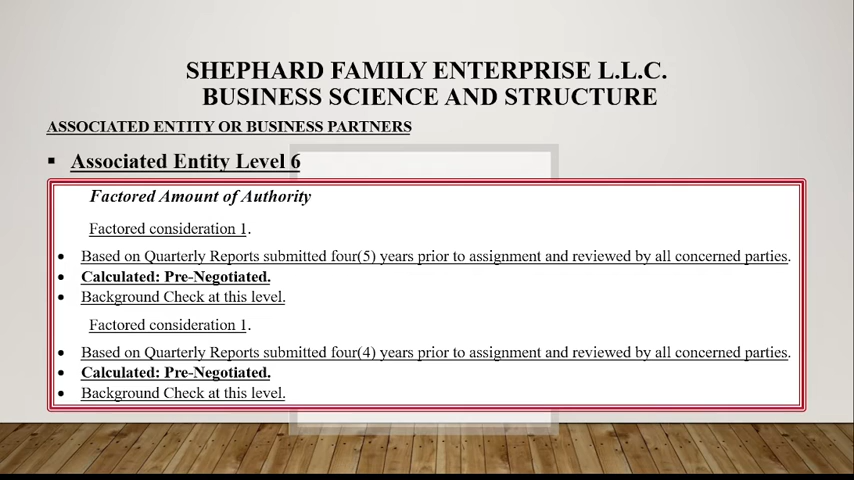 SHEPHARD FAMILY ENTERPRISE L.L.C.
BUSINESS SCIENCE AND STRUCTURE
ASSOCIATED ENTITY OR BUSINESS PARTNERS
▪ Associated Entity Level 6
Factored Amount of Authority
Factored consideration 1.
• Based on Quarterly Reports submitted four(5) years prior to assignment and reviewed by all concerned parties.
• Calculated: Pre-Negotiated.
• Background Check at this level.
Factored consideration 1.
• Based on Quarterly Reports submitted four(4) years prior to assignment and reviewed by all concerned parties.
• Calculated: Pre-Negotiated.
• Background Check at this level.